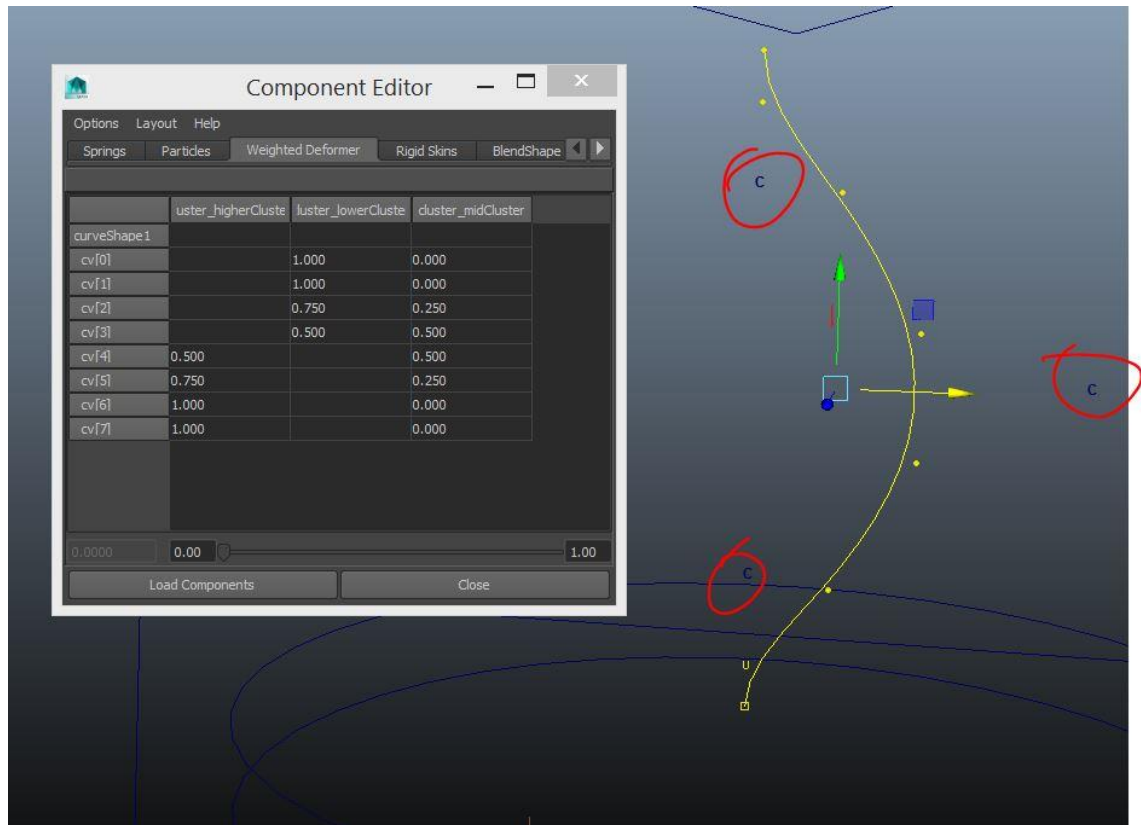 Component Editor
Options Layout Help
Springs Particles Weighted Deformer Rigid Skins BlendShape
uster_higherCluste luster_lowerCluste cluster_midCluster
curveShape1
cv[0] 1.000 0.000
cv[1] 1.000 0.000
cv[2] 0.750 0.250
cv[3] 0.500 0.500
cv[4] 0.500 0.500
cv[5] 0.750 0.250
cv[6] 1.000 0.000
cv[7] 1.000 0.000
0.0000 0.00 1.00
Load Components Close
C
C
C
U